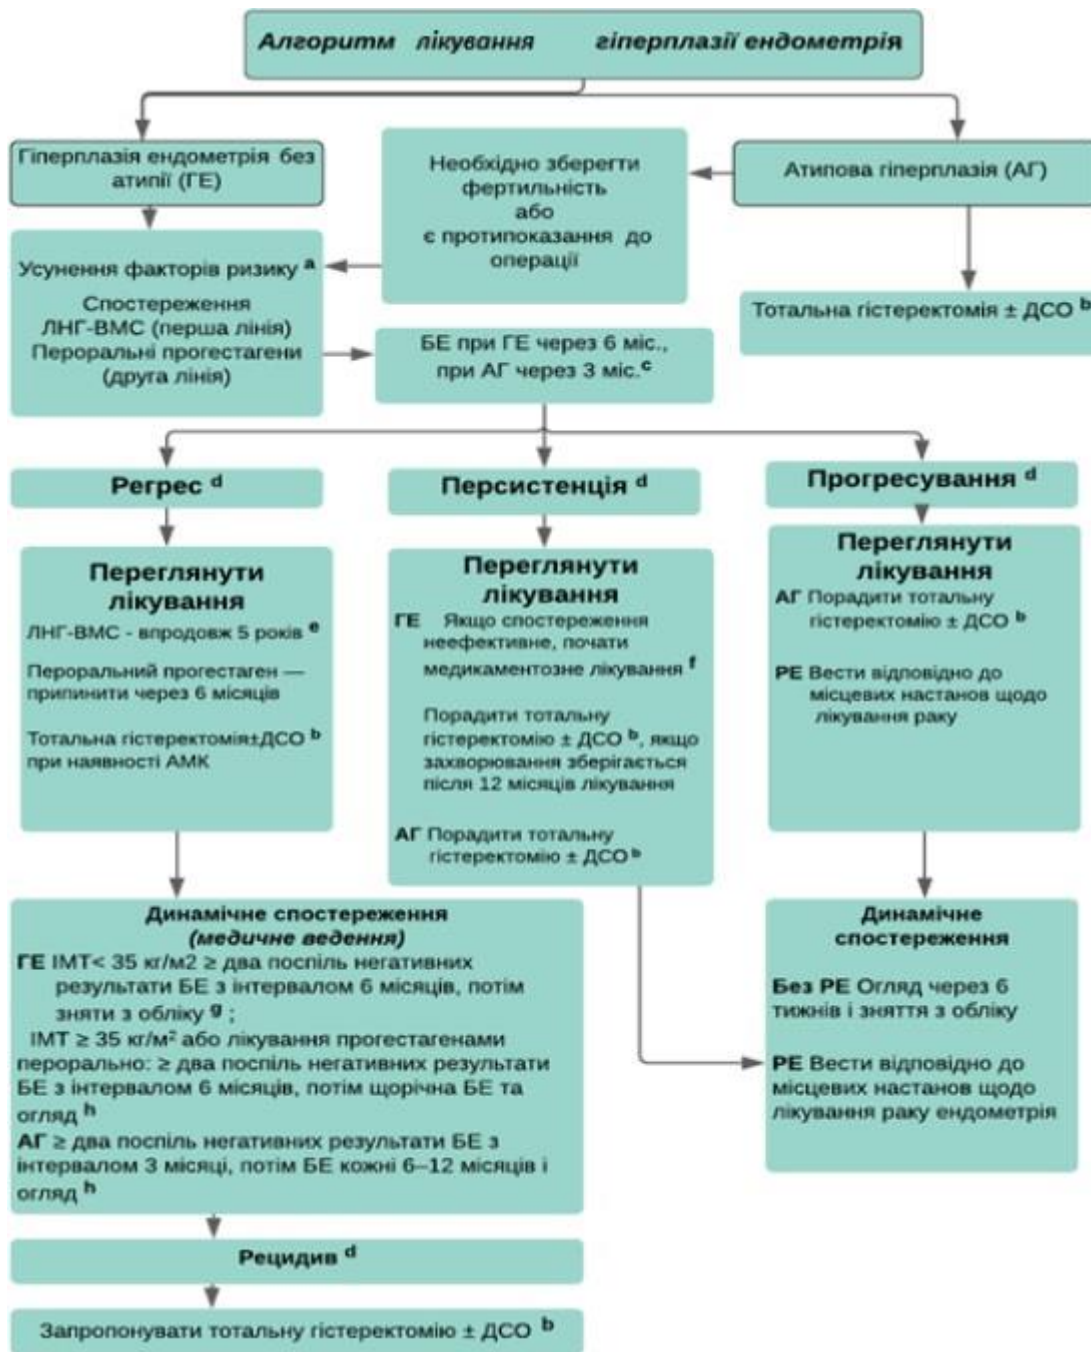 Алгоритм лікування гіперплазії ендометрія
Гіперплазія ендометрія без
атипії (ГЕ)
Необхідно зберегти
фертильність
або
є протипоказання до
операції
Атипова гіперплазія (АГ)
Усунення факторів ризику a
Спостереження
ЛНГ-ВМС (перша лінія)
Пероральні прогестагени
(друга лінія)
Тотальна гістеректомія ± ДСО b
БЕ при ГЕ через 6 міс.,
при АГ через 3 міс.c
Регрес d
Персистенція d
Прогресування d
Переглянути
лікування
ЛНГ-ВМС - впродовж 5 років e
Пероральний прогестаген —
припинити через 6 місяців
Тотальна гістеректомія±ДСО b
при наявності АМК
Переглянути
лікування
ГЕ Якщо спостереження
неефективне, почати
медикаментозне лікування f
Порадити тотальну
гістеректомію ± ДСО b, якщо
захворювання зберігається
після 12 місяців лікування
АГ Порадити тотальну
гістеректомію ± ДСО b
Переглянути
лікування
АГ Порадити тотальну
гістеректомію ± ДСО b
РЕ Вести відповідно до
місцевих настанов щодо
лікування раку
Динамічне спостереження
(медичне ведення)
ГЕ ІМТ< 35 кг/м2 ≥ два поспіль негативних
результати БЕ з інтервалом 6 місяців, потім
зняти з обліку g ;
ІМТ ≥ 35 кг/м² або лікування прогестагенами
перорально: ≥ два поспіль негативних результати
БЕ з інтервалом 6 місяців, потім щорічна БЕ та
огляд h
АГ ≥ два поспіль негативних результати БЕ з
інтервалом 3 місяці, потім БЕ кожні 6–12 місяців і
огляд h
Динамічне
спостереження
Без РЕ Огляд через 6
тижнів і зняття з обліку
РЕ Вести відповідно до
місцевих настанов щодо
лікування раку ендометрія
Рецидив d
Запропонувати тотальну гістеректомію ± ДСО b